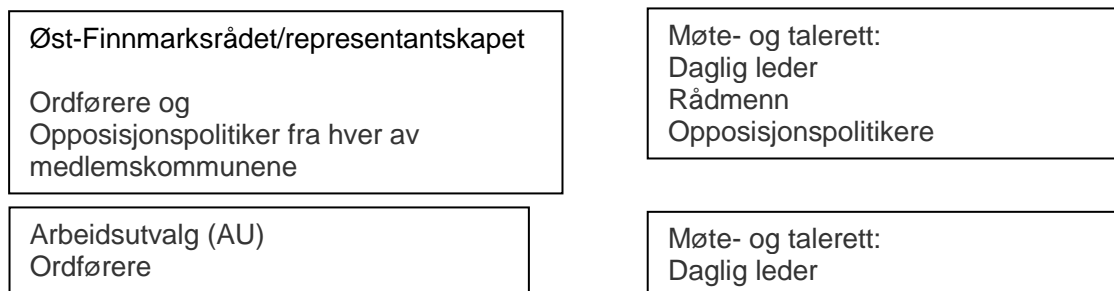 Øst-Finnmarksrådet/representantskapet
Ordførere og
Opposisjonspolitiker fra hver av
medlemskommunene
Møte- og talerett:
Daglig leder
Rådmenn
Opposisjonspolitikere
Arbeidsutvalg (AU)
Ordførere
Møte- og talerett:
Daglig leder